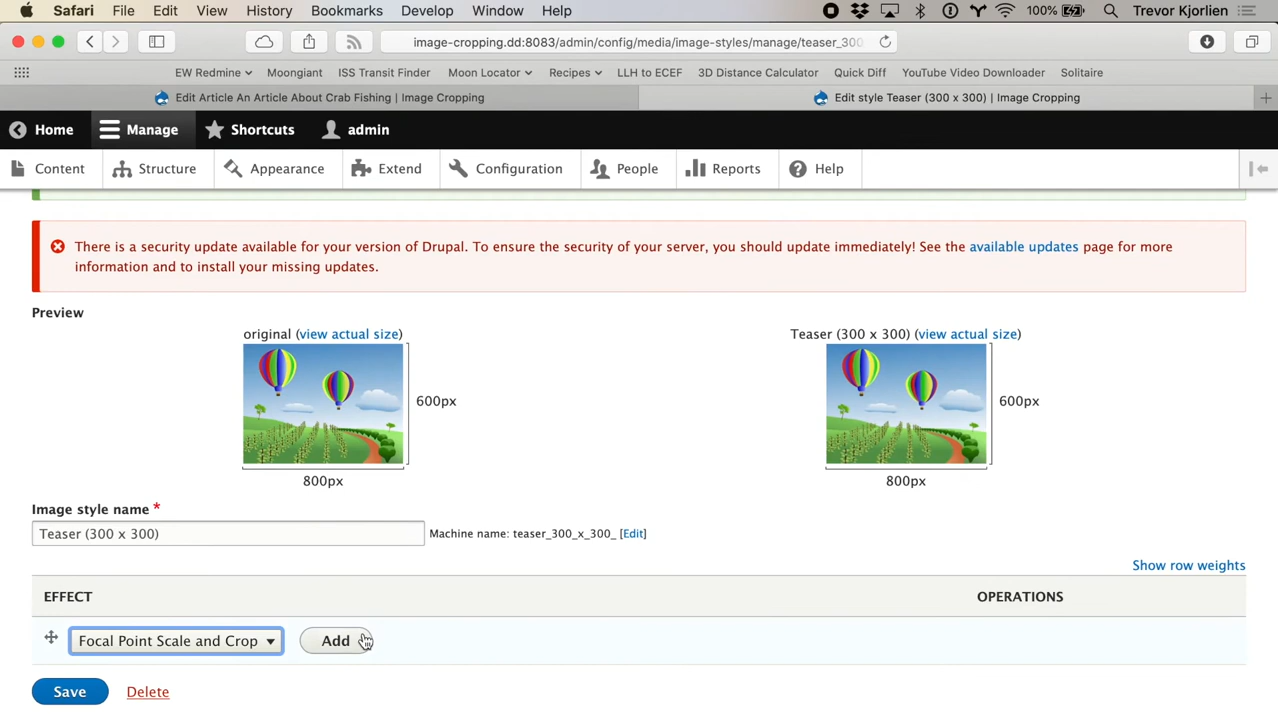 Safari File Edit View History Bookmarks Develop Window Help 100% Trevor Kjorlien
image-cropping.dd:8083/admin/config/media/image-styles/manage/teaser_300
EW Redmine Moongiant ISS Transit Finder Moon Locator Recipes LLH to ECEF 3D Distance Calculator Quick Diff YouTube Video Downloader Solitaire
Edit Article An Article About Crab Fishing | Image Cropping Edit style Teaser (300 x 300) | Image Cropping
Home Manage Shortcuts admin
Content Structure Appearance Extend Configuration People Reports Help
There is a security update available for your version of Drupal. To ensure the security of your server, you should update immediately! See the available updates page for more
information and to install your missing updates.
Preview
original (view actual size) Teaser (300 x 300) (view actual size)
600px 600px
800px 800px
Image style name *
Teaser (300 x 300) Machine name: teaser_300_x_300_ [Edit]
Show row weights
EFFECT OPERATIONS
Focal Point Scale and Crop Add
Save Delete